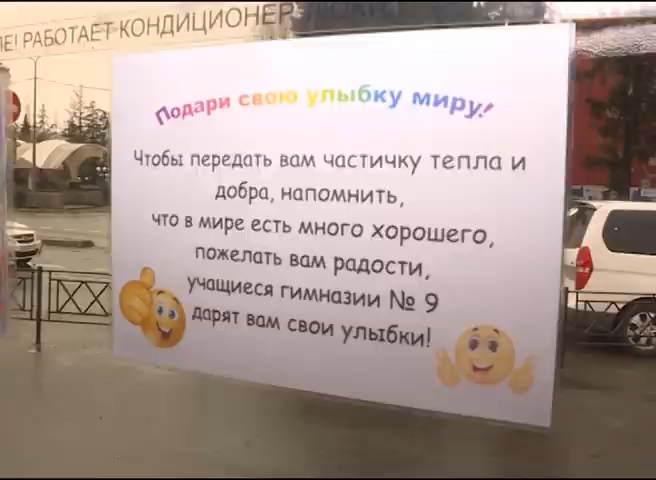 Е! РАБОТАЕТ КОНДИЦИОНЕР
Подари свою улыбку миру!
Чтобы передать вам частичку тепла и
добра, напомнить,
что в мире есть много хорошего,
пожелать вам радости,
учащиеся гимназии № 9
дарят вам свои улыбки!